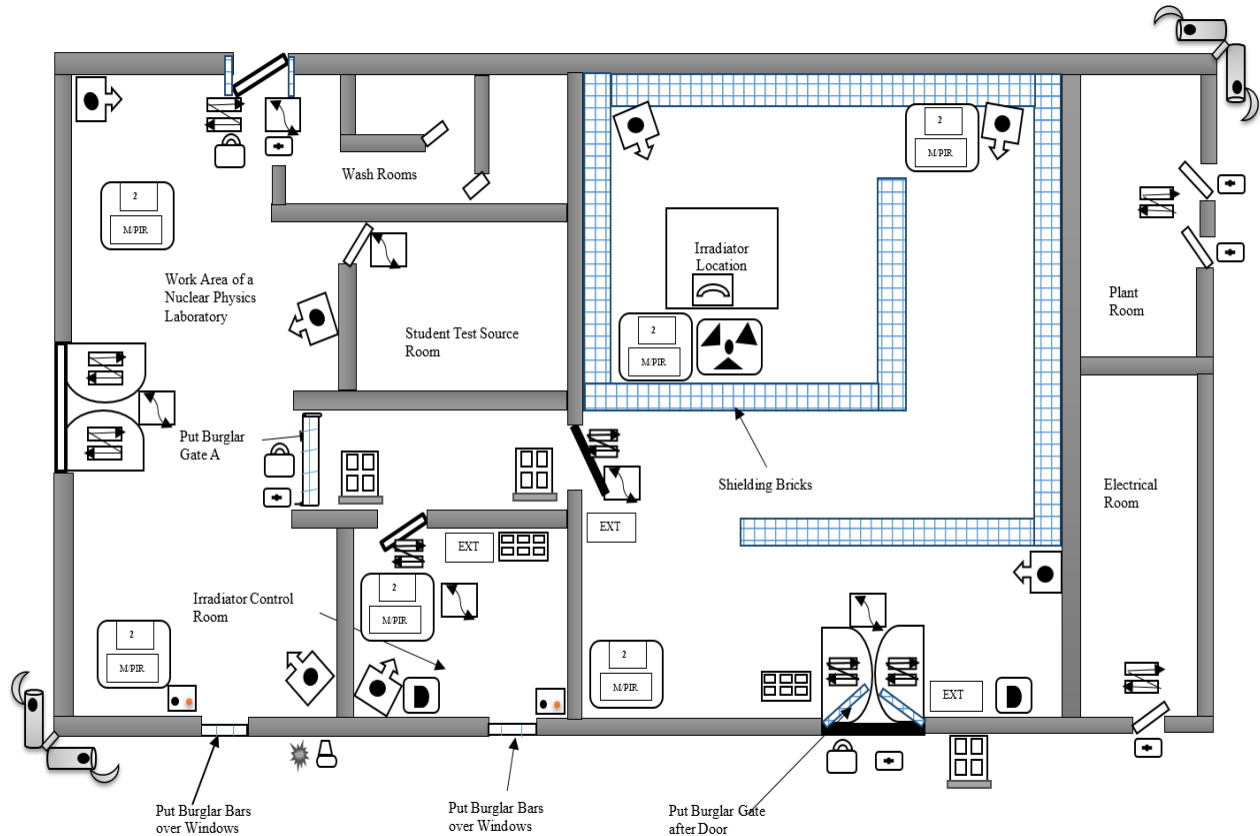 Wash Rooms
2
M/PIR
2
M/PIR
Work Area of a
Nuclear Physics
Laboratory
Irradiator
Location
Plant
Room
Student Test Source
Room
2
M/PIR
Put Burglar
Gate A
Shielding Bricks
Electrical
Room
EXT
EXT
Irradiator Control
Room
2
M/PIR
2
M/PIR
2
M/PIR
EXT
Put Burglar Bars
over Windows
Put Burglar Bars
over Windows
Put Burglar Gate
after Door